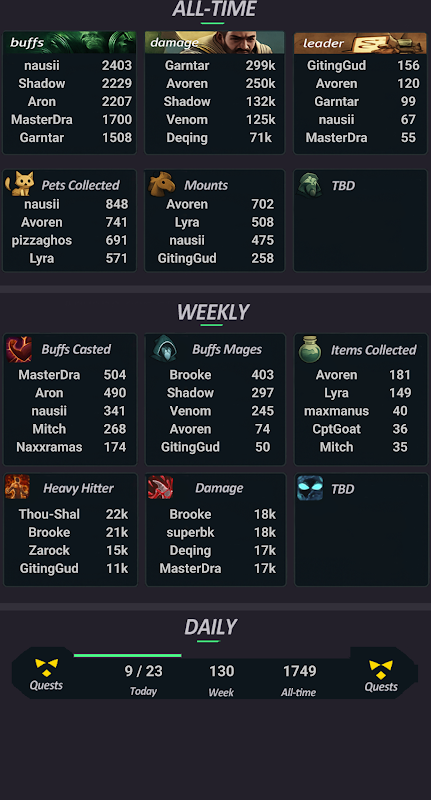 ALL-TIME
buffs
nausii 2403
Shadow 2229
Aron 2207
MasterDra 1700
Garntar 1508
damage
Garntar 299k
Avoren 250k
Shadow 132k
Venom 125k
Deqing 71k
leader
GitingGud 156
Avoren 120
Garntar 99
nausii 67
MasterDra 55
Pets Collected
nausii 848
Avoren 741
pizzaghos 691
Lyra 571
Mounts
Avoren 702
Lyra 508
nausii 475
GitingGud 258
TBD
WEEKLY
Buffs Casted
MasterDra 504
Aron 490
nausii 341
Mitch 268
Naxxramas 174
Buffs Mages
Brooke 403
Shadow 297
Venom 245
Avoren 74
GitingGud 50
Items Collected
Avoren 181
Lyra 149
maxmanus 40
CptGoat 36
Mitch 35
Heavy Hitter
Thou-Shal 22k
Brooke 21k
Zarock 15k
GitingGud 11k
Damage
Brooke 18k
superbk 18k
Deqing 17k
MasterDra 17k
TBD
DAILY
Quests
9 / 23
Today
130
Week
1749
All-time
Quests